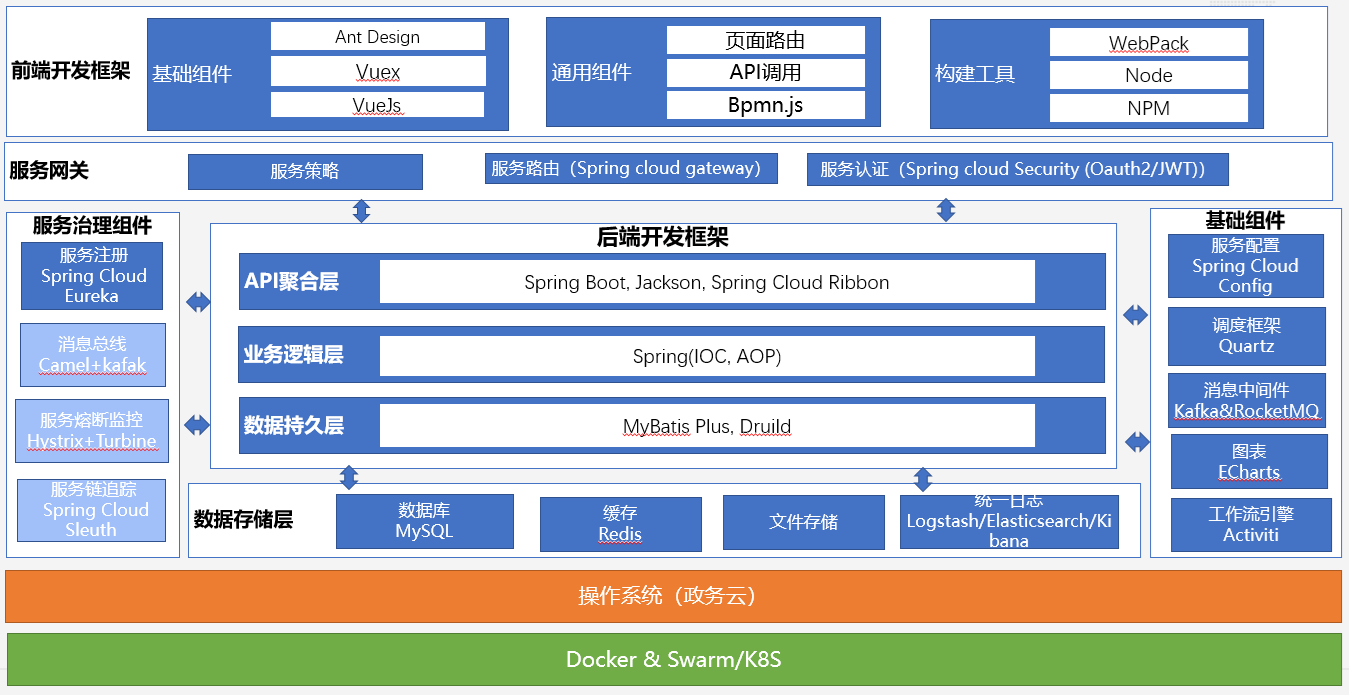 前端开发框架
基础组件
Ant Design
Vuex
VueJs
通用组件
页面路由
API调用
Bpmn.js
构建工具
WebPack
Node
NPM
服务网关
服务策略
服务路由（Spring cloud gateway）
服务认证（Spring cloud Security (Oauth2/JWT)）
服务治理组件
服务注册
Spring Cloud
Eureka
消息总线
Camel+kafak
服务熔断监控
Hystrix+Turbine
服务链追踪
Spring Cloud
Sleuth
后端开发框架
API聚合层
Spring Boot, Jackson, Spring Cloud Ribbon
业务逻辑层
Spring(IOC, AOP)
数据持久层
MyBatis Plus, Druild
基础组件
服务配置
Spring Cloud
Config
调度框架
Quartz
消息中间件
Kafka&RocketMQ
图表
ECharts
工作流引擎
Activiti
数据存储层
数据库
MySQL
缓存
Redis
文件存储
统一日志
Logstash/Elasticsearch/Ki
bana
操作系统（政务云）
Docker & Swarm/K8S